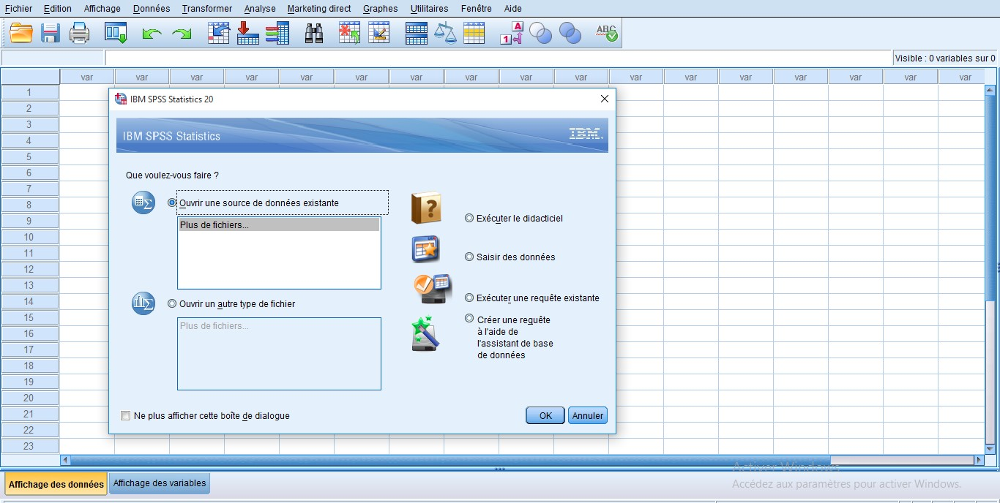 Fichier Edition Affichage Données Transformer Analyse Marketing direct Graphes Utilitaires Fenêtre Aide
1 A ABC
Visible : 0 variables sur 0
var var var var var var var var var var var var var var var var var
1
2
3
4
5
6
7
8
9
10
11
12
13
14
15
16
17
18
19
20
21
22
23
IBM SPSS Statistics 20
IBM SPSS Statistics IBM.
Que voulez-vous faire ?
Ouvrir une source de données existante
Plus de fichiers...
Ouvrir un autre type de fichier
Plus de fichiers...
Exécuter le didacticiel
Saisir des données
Exécuter une requête existante
Créer une requête
à l'aide de
l'assistant de base
de données
Ne plus afficher cette boîte de dialogue
OK Annuler
Affichage des données Affichage des variables
Activer Windows
Accédez aux paramètres pour activer Windows.